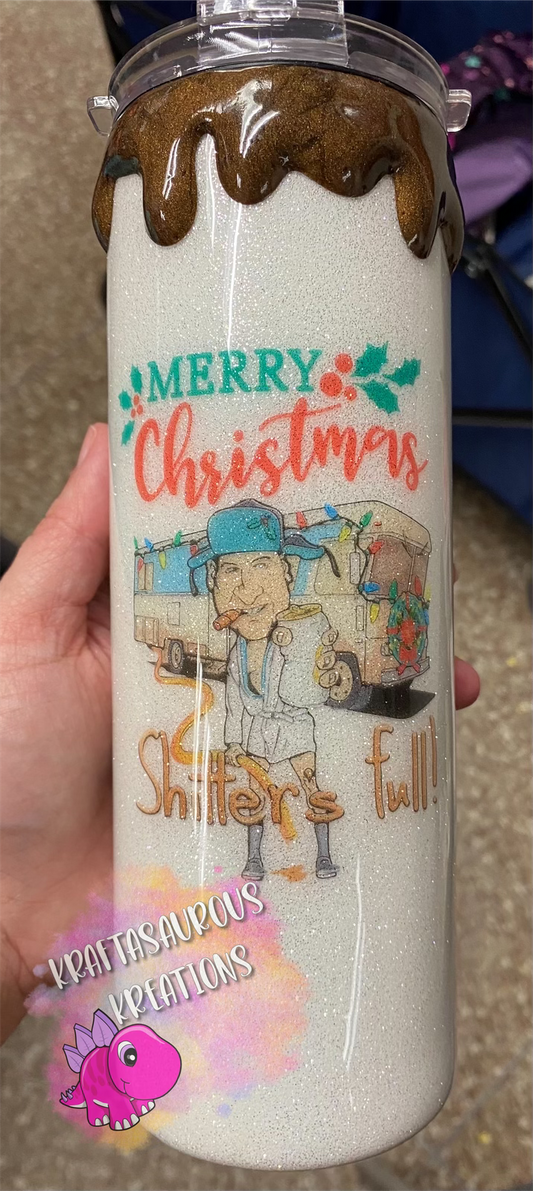 MERRY
Christmas
Shitter's full!
KRAFTASAUROUS
KREATIONS